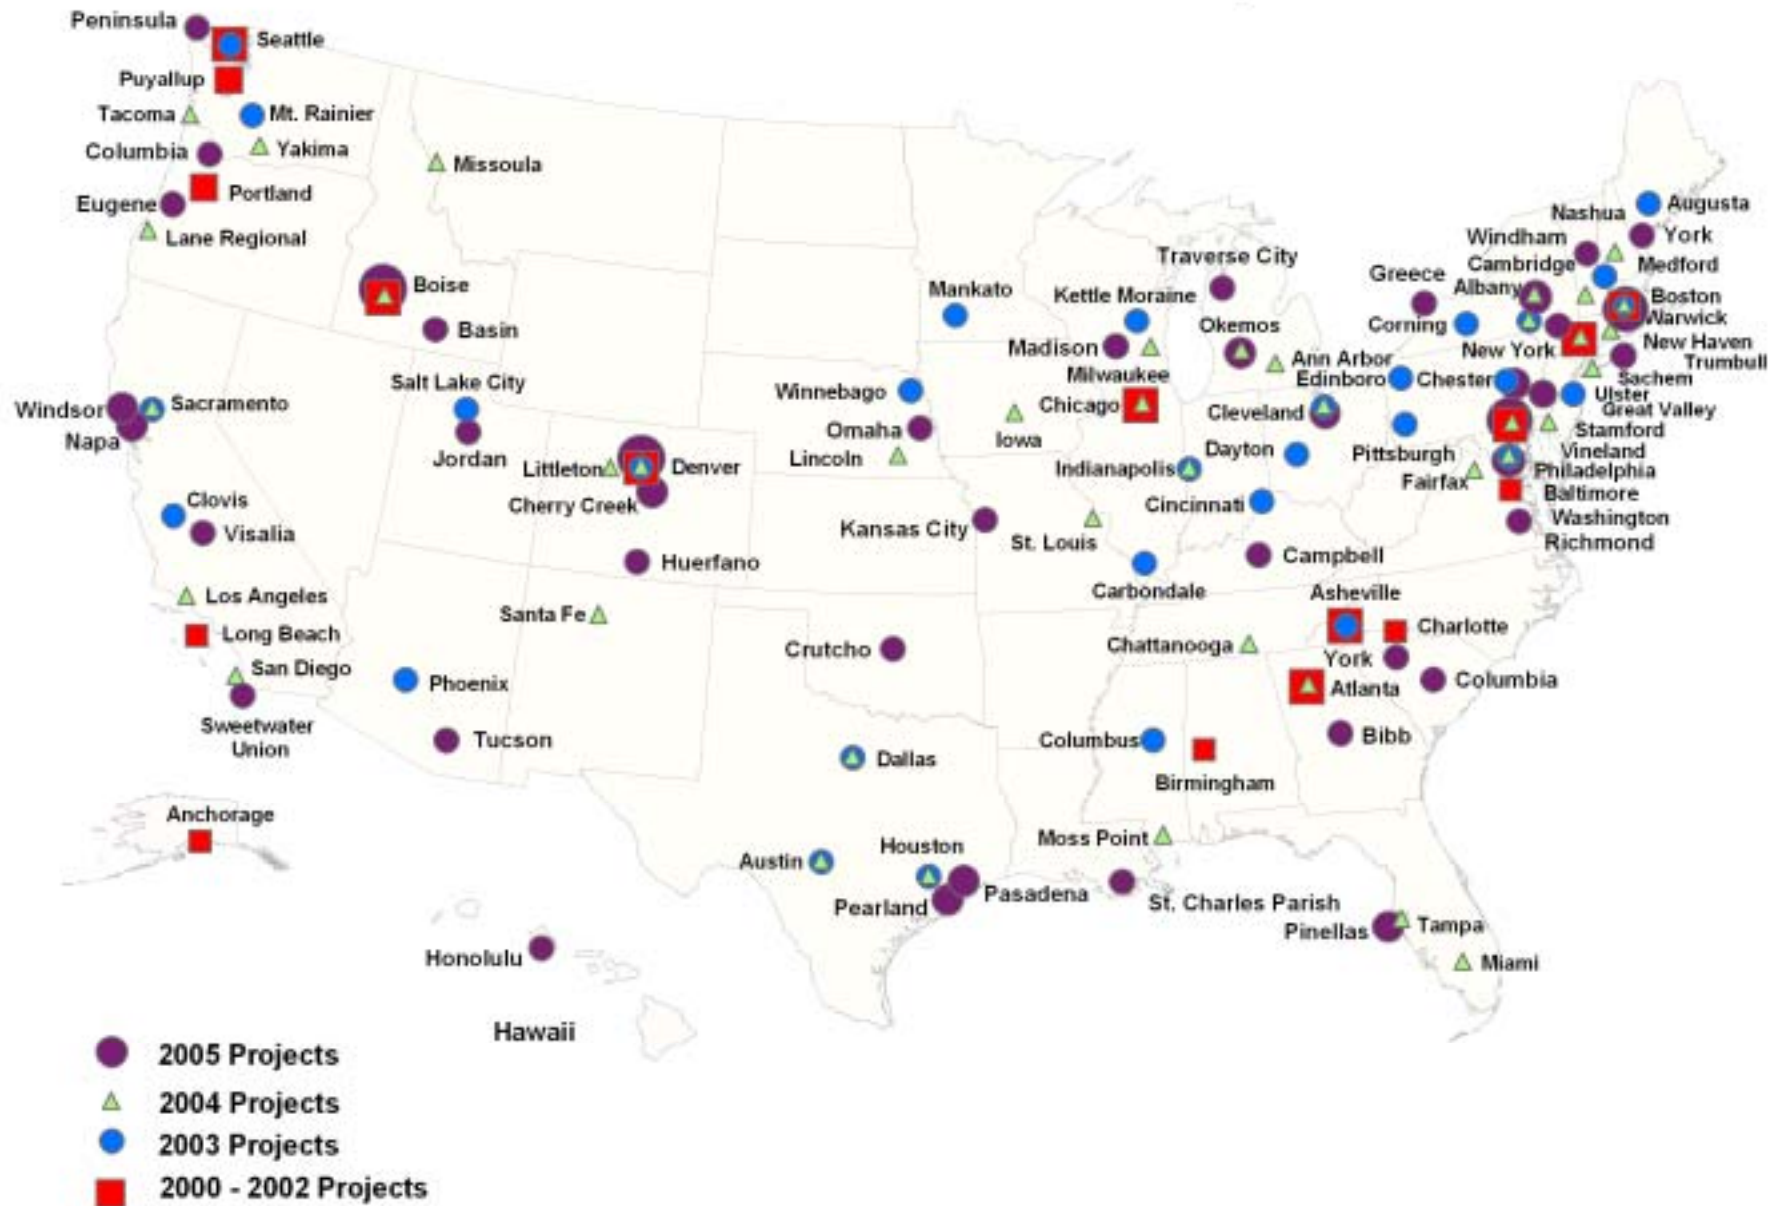 Peninsula
Seattle
Puyallup
Tacoma
Mt. Rainier
Columbia
Yakima
Missoula
Portland
Eugene
Lane Regional
Boise
Basin
Salt Lake City
Windsor
Sacramento
Napa
Jordan
Littleton
Denver
Cherry Creek
Clovis
Visalia
Huerfano
Los Angeles
Santa Fe
Long Beach
San Diego
Phoenix
Sweetwater
Union
Tucson
Anchorage
Honolulu
Hawaii
Mankato
Kettle Moraine
Traverse City
Okemos
Madison
Ann Arbor
Milwaukee
Winnebago
Chicago
Iowa
Omaha
Lincoln
Cleveland
Indianapolis
Dayton
Cincinnati
Kansas City
St. Louis
Campbell
Carbondale
Crutcho
Chattanooga
Asheville
Charlotte
York
Columbia
Atlanta
Bibb
Columbus
Birmingham
Dallas
Austin
Houston
Moss Point
Pasadena
Pearland
St. Charles Parish
Pinellas
Tampa
Miami
Nashua
Augusta
Windham
York
Cambridge
Medford
Greece
Albany
Boston
Corning
Warwick
New York
New Haven
Trumbull
Edinboro
Chester
Sachem
Ulster
Great Valley
Stamford
Pittsburgh
Vineland
Philadelphia
Fairfax
Baltimore
Washington
Richmond
2005 Projects
2004 Projects
2003 Projects
2000 - 2002 Projects